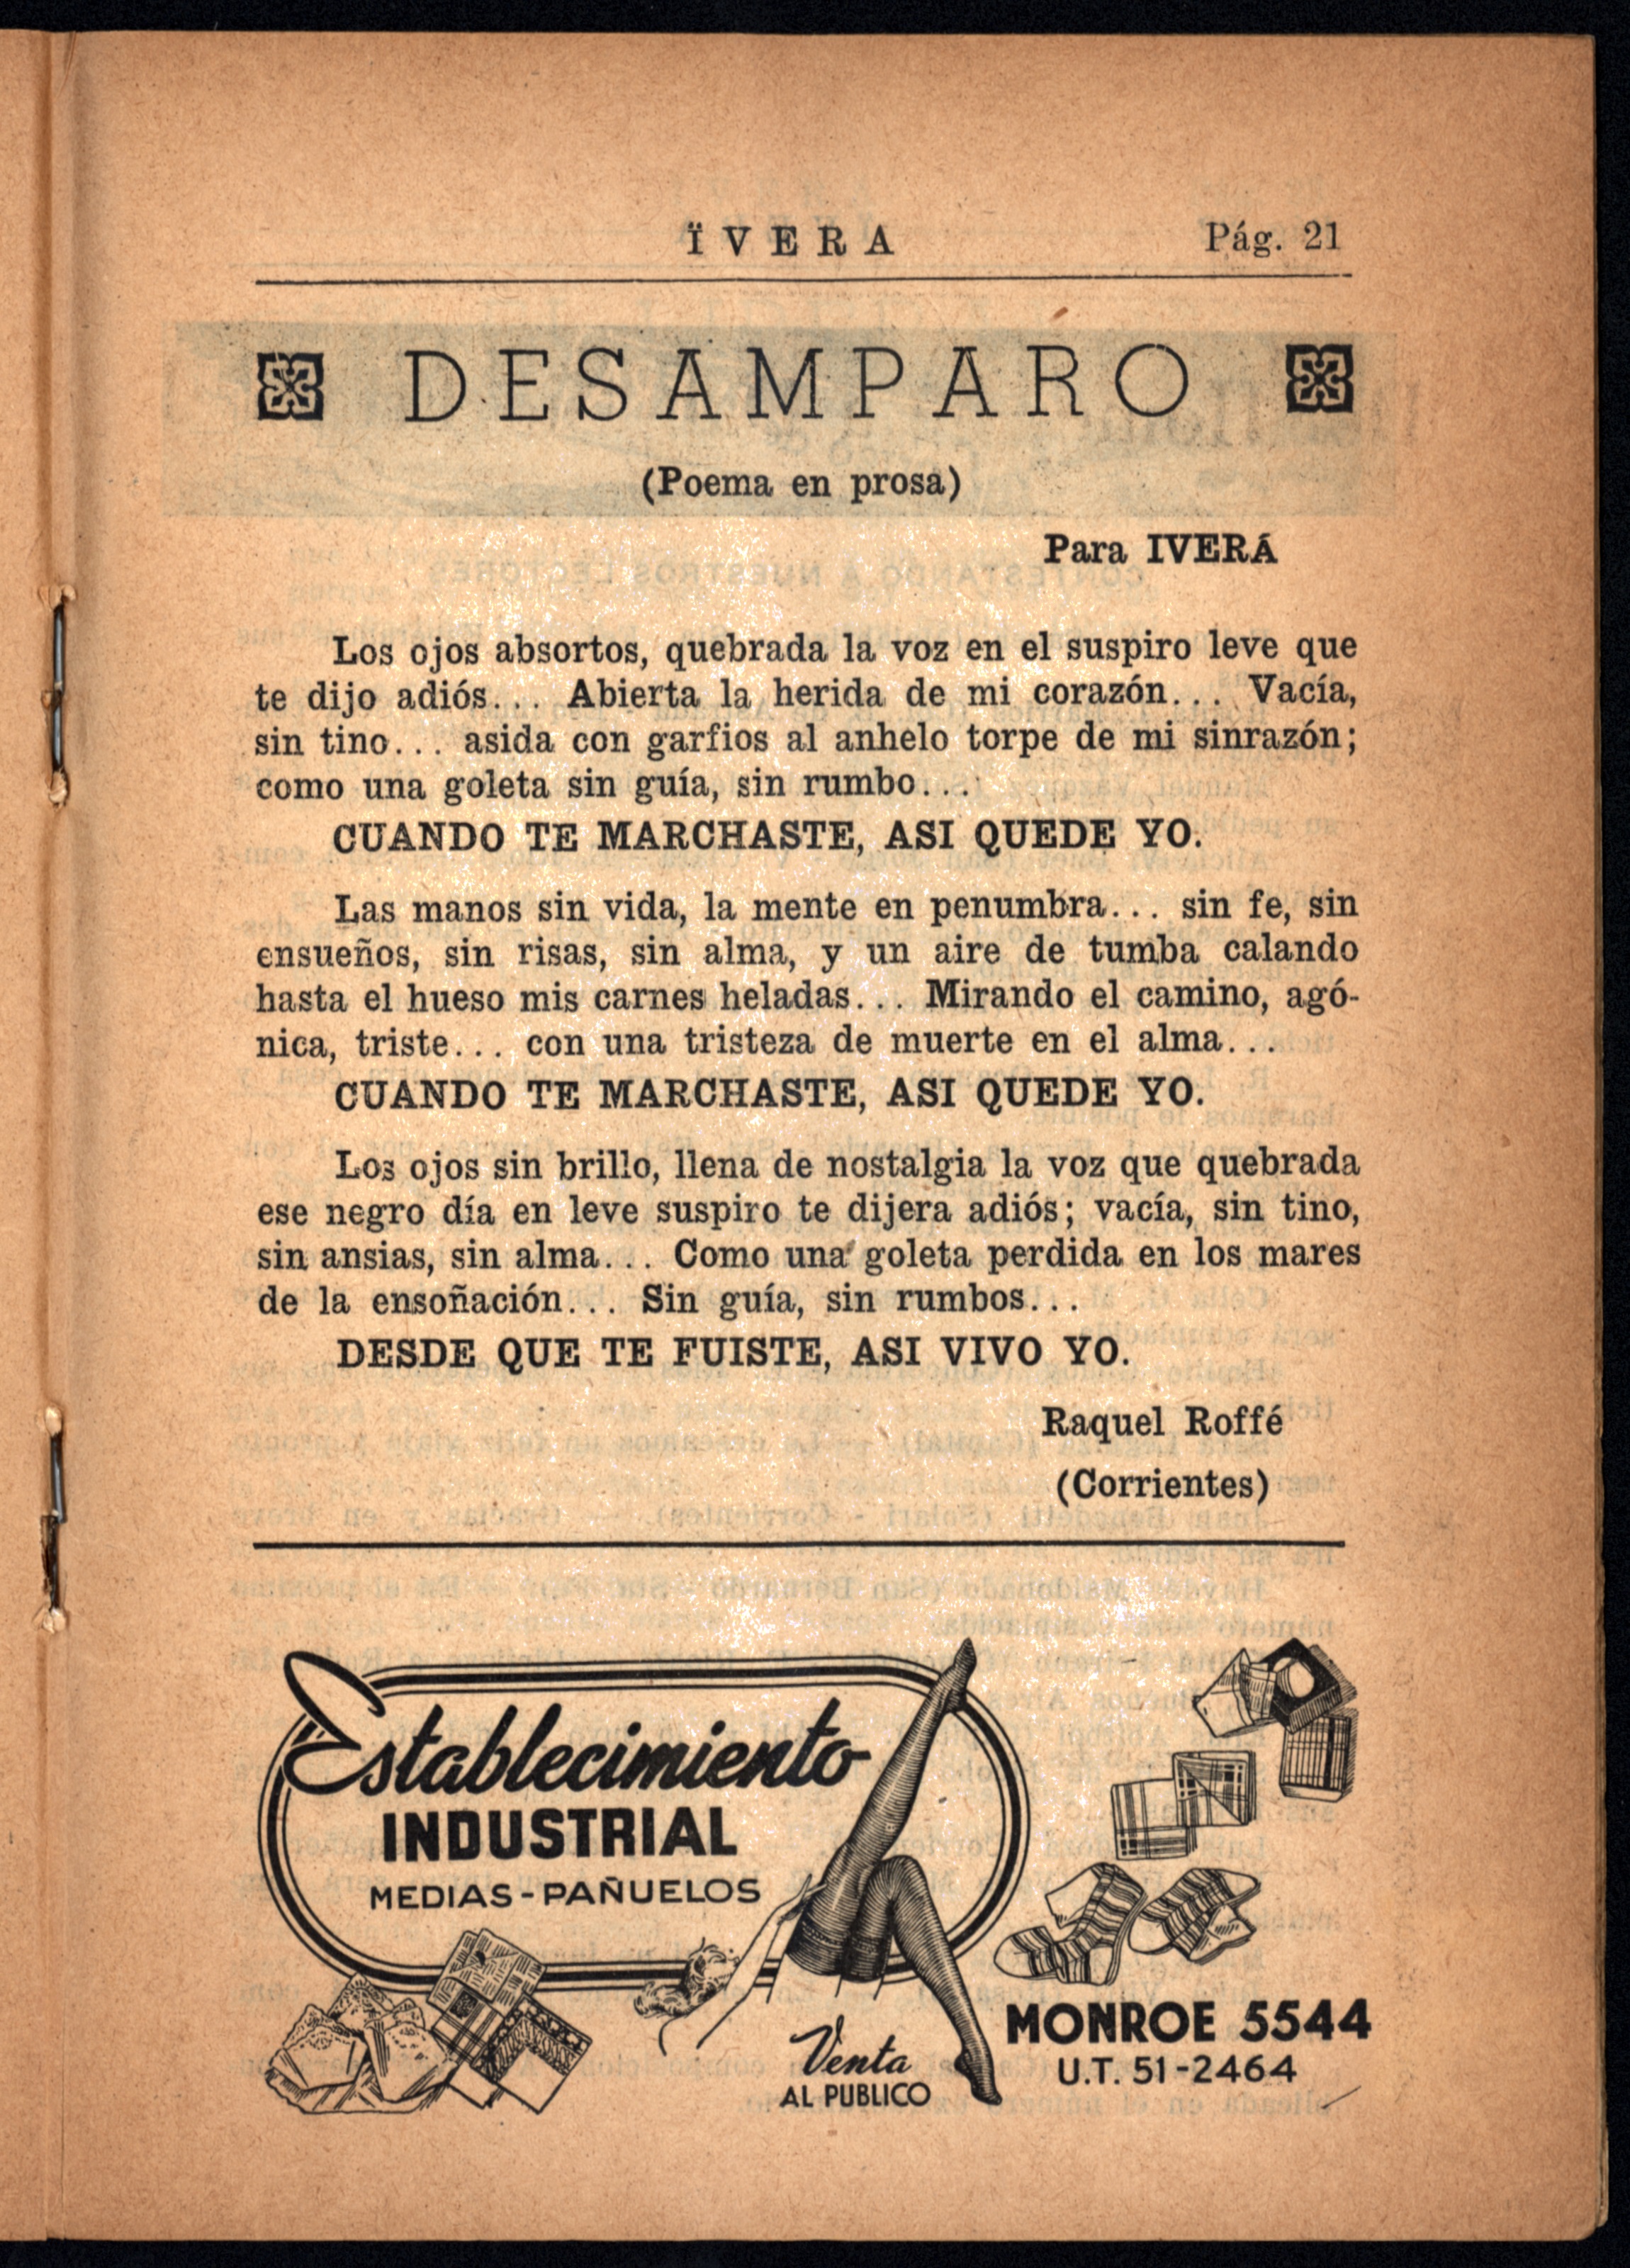 ÏVERA Pág. 21
DESAMPARO
(Poema en prosa)
Para IVERÁ
Los ojos absortos, quebrada la voz en el suspiro leve que
te dijo adiós... Abierta la herida de mi corazón... Vacía,
sin tino... asida con garfios al anhelo torpe de mi sinrazón;
como una goleta sin guía, sin rumbo...
CUANDO TE MARCHASTE, ASI QUEDE YO.
Las manos sin vida, la mente en penumbra... sin fe, sin
ensueños, sin risas, sin alma, y un aire de tumba calando
hasta el hueso mis carnes heladas... Mirando el camino, agó-
nica, triste... con una tristeza de muerte en el alma...
CUANDO TE MARCHASTE, ASI QUEDE YO.
Los ojos sin brillo, llena de nostalgia la voz que quebrada
ese negro día en leve suspiro te dijera adiós; vacía, sin tino,
sin ansias, sin alma... Como una goleta perdida en los mares
de la ensoñación... Sin guía, sin rumbos...
DESDE QUE TE FUISTE, ASI VIVO YO.
Raquel Roffé
(Corrientes)
Establecimiento
INDUSTRIAL
MEDIAS-PAÑUELOS
Venta
AL PUBLICO
MONROE 5544
U.T. 51-2464